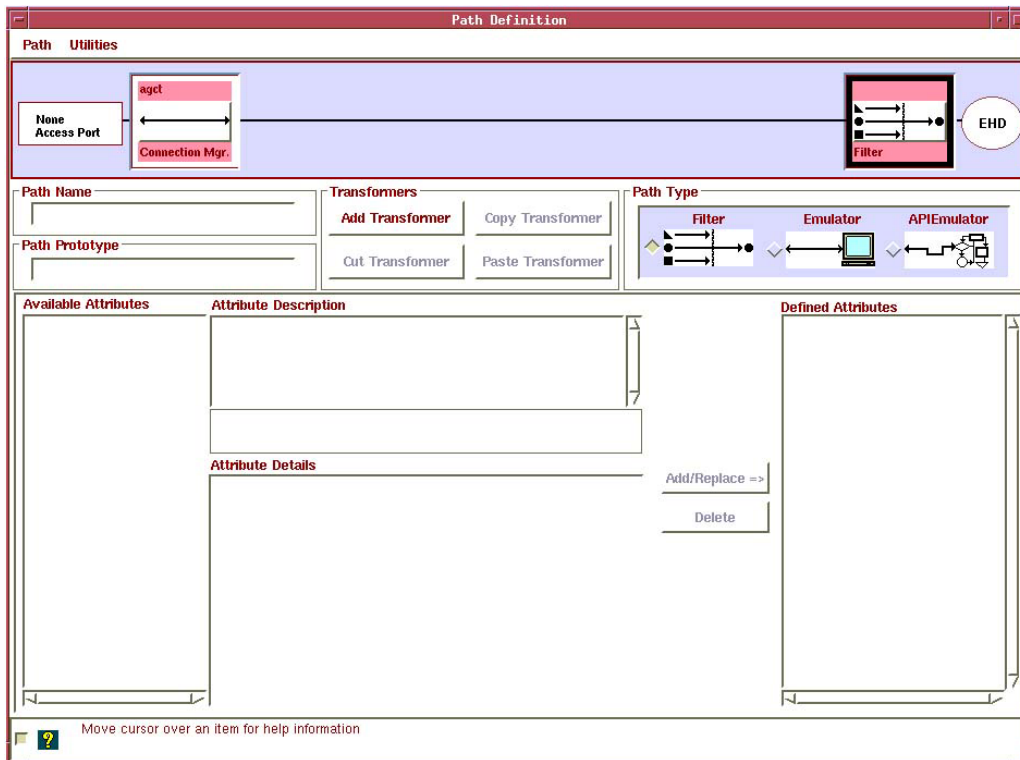 Path Definition
Path Utilities
agct
None
Access Port
Connection Mgr.
Filter
EHD
Path Name
Transformers
Path Type
Add Transformer
Copy Transformer
Filter
Emulator
APIEmulator
Path Prototype
Cut Transformer
Paste Transformer
Available Attributes
Attribute Description
Defined Attributes
Attribute Details
Add/Replace =>
Delete
? Move cursor over an item for help information